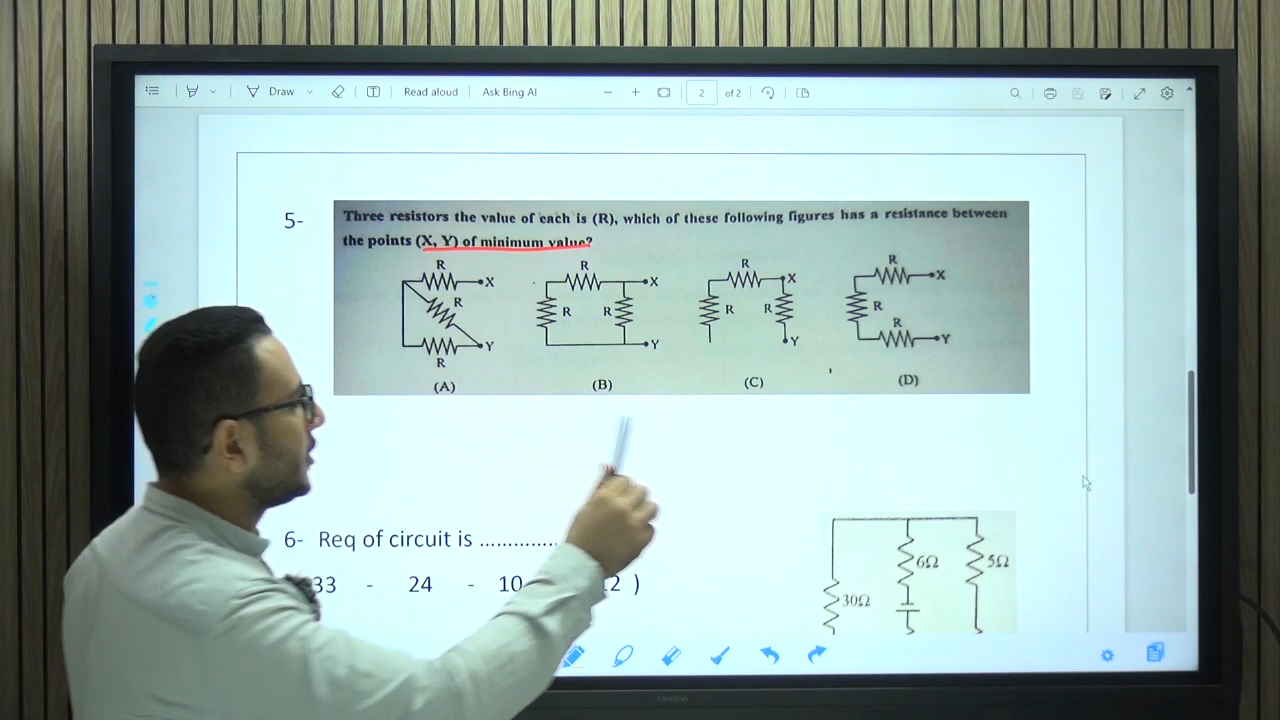 Draw
Read aloud
Ask Bing AI
2 of 2
5-
Three resistors the value of each is (R), which of these following figures has a resistance between
the points (X, Y) of minimum value?
R X R Y R
(A)
R X R R Y
(B)
R X R R Y
(C)
R X R R Y
(D)
6- Req of circuit is ..............
33 - 24 - 10 )
6Ω 5Ω
30Ω
newline